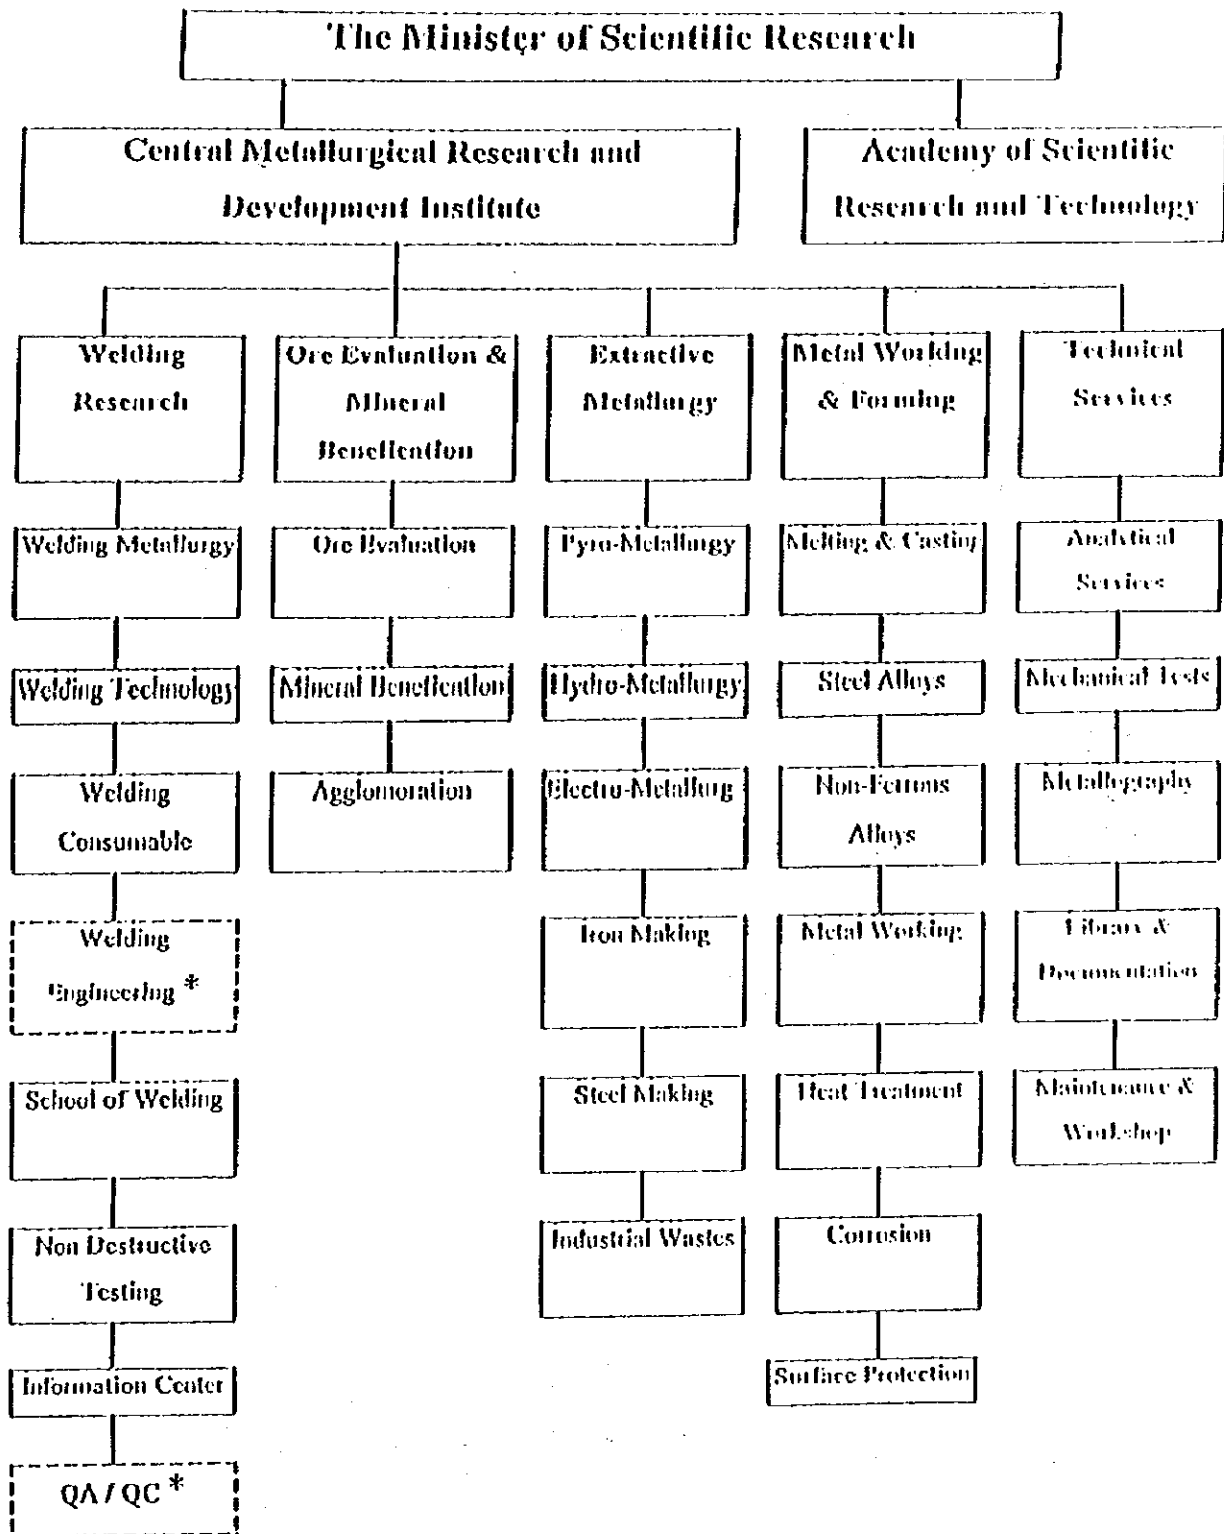 The Minister of Scientific Research
Central Metallurgical Research and
Development Institute
Academy of Scientific
Research and Technology
Welding
Research
Ore Evaluation &
Mineral
Benefication
Extractive
Metallurgy
Metal Working
& Forming
Technical
Services
Welding Metallurgy
Ore Evaluation
Pyro-Metallurgy
Melting & Casting
Analytical
Services
Welding Technology
Mineral Benefication
Hydro-Metallurgy
Steel Alloys
Mechanical Tests
Welding
Consumable
Agglomoration
Electro-Metallurg
Non-Ferrous
Alloys
Metallography
Welding
Engineering *
Iron Making
Metal Working
Library &
Documentation
School of Welding
Steel Making
Heat Treatment
Maintenance &
Workshop
Non Destructive
Testing
Industrial Wastes
Corrosion
Information Center
Surface Protection
QA / QC *